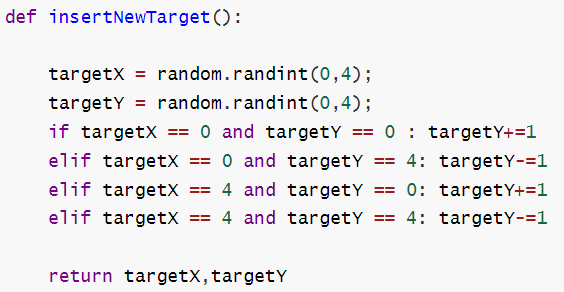 def insertNewTarget():
    targetX = random.randint(0,4);
    targetY = random.randint(0,4);
    if targetX == 0 and targetY == 0 : targetY+=1
    elif targetX == 0 and targetY == 4: targetY-=1
    elif targetX == 4 and targetY == 0: targetY+=1
    elif targetX == 4 and targetY == 4: targetY-=1
    return targetX,targetY